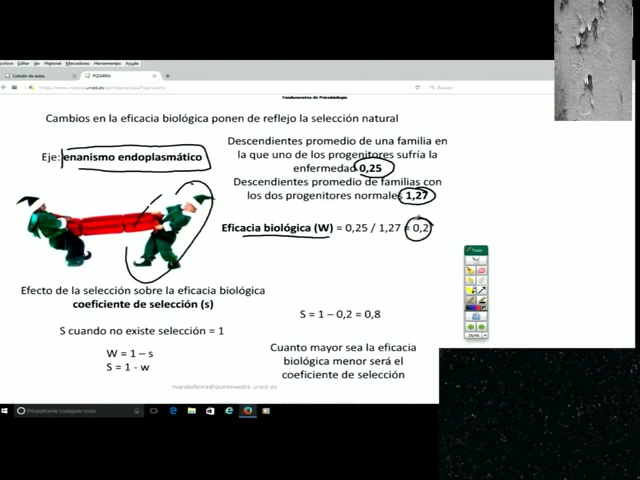 Archivo Editar Ver Historial Marcadores Herramientas Ayuda
Listado de aulas
PIZARRA
Buscar
Fundamentos de Psicobiología
Cambios en la eficacia biológica ponen de reflejo la selección natural
Eje: enanismo endoplasmático
Descendientes promedio de una familia en
la que uno de los progenitores sufría la
enfermedad 0,25
Descendientes promedio de familias con
los dos progenitores normales 1,27
Eficacia biológica (W) = 0,25 / 1,27 = 0,2
Efecto de la selección sobre la eficacia biológica
coeficiente de selección (s)
S cuando no existe selección = 1
W = 1 – s
S = 1 - w
S = 1 – 0,2 = 0,8
Cuanto mayor sea la eficacia
biológica menor será el
coeficiente de selección
marabilleira@pontevedra.uned.es